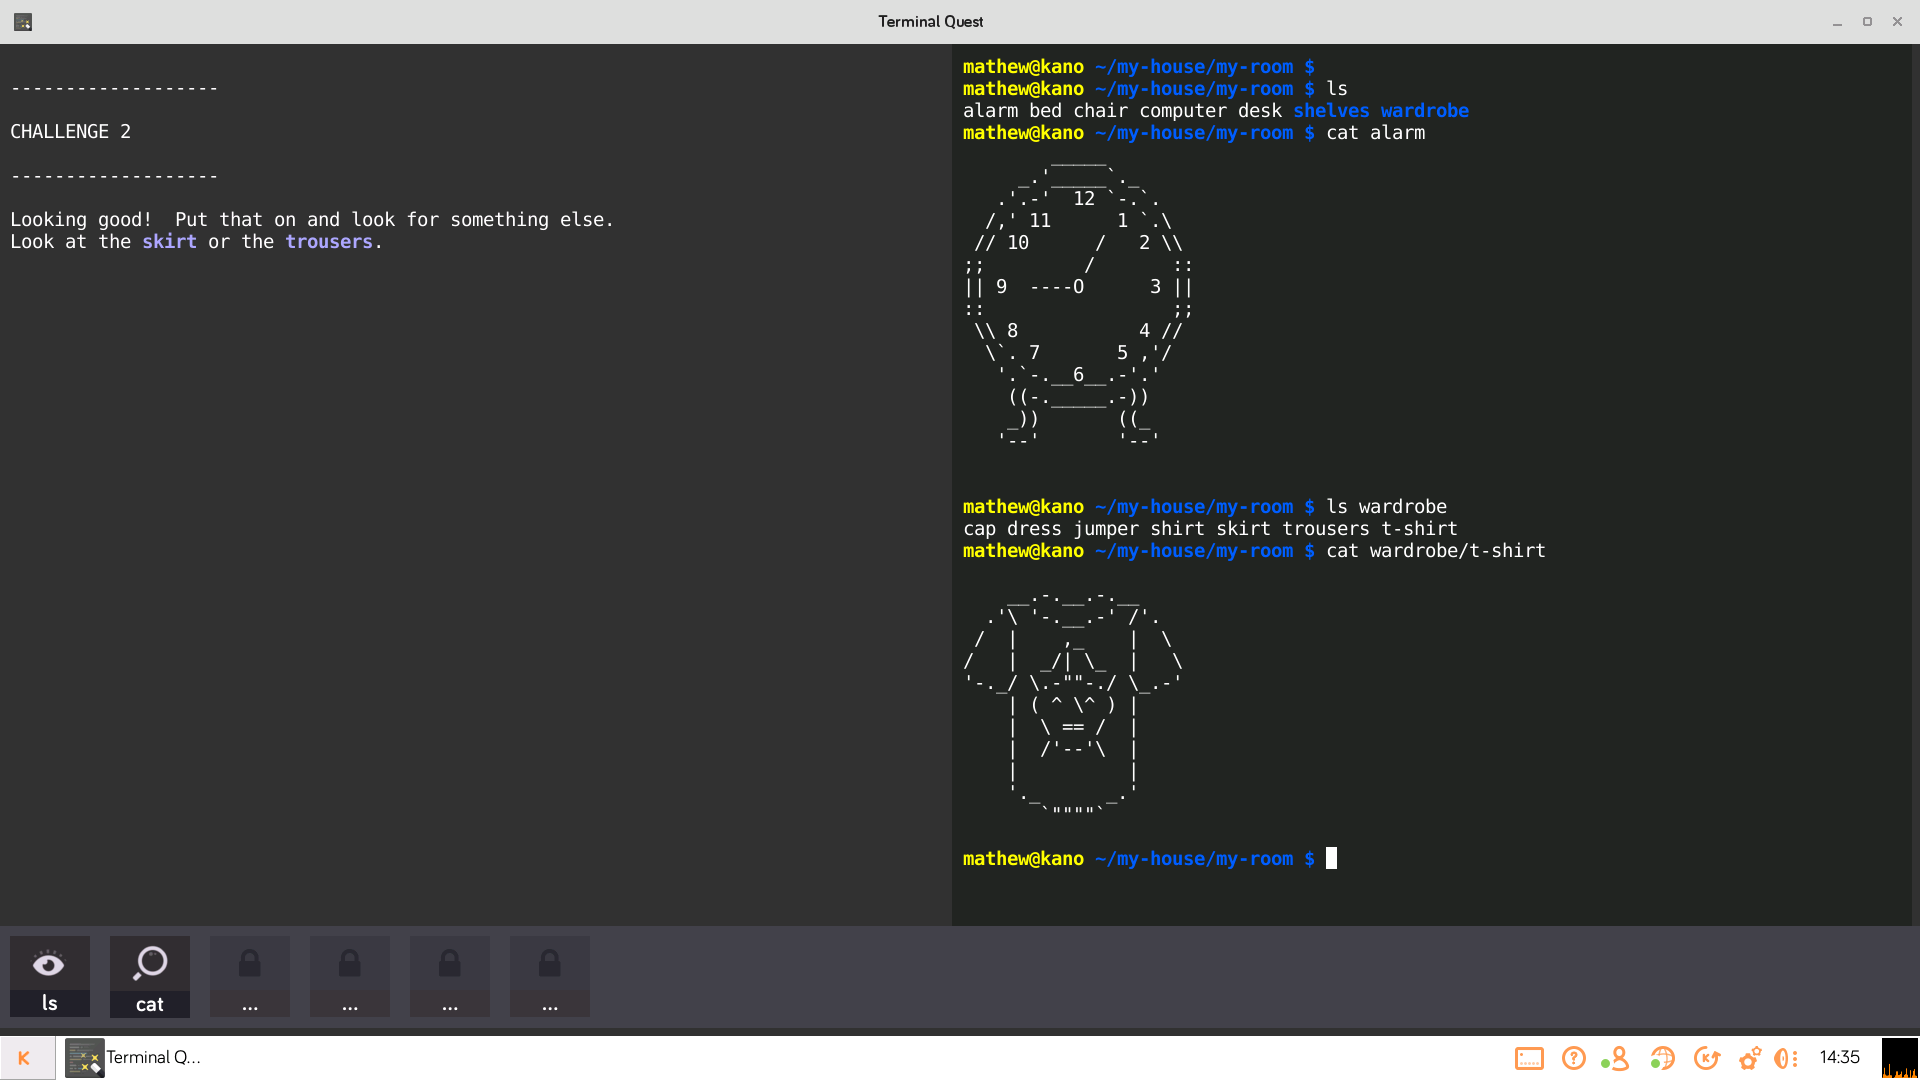 Terminal Quest
-------------------
CHALLENGE 2
-------------------
Looking good!  Put that on and look for something else.
Look at the skirt or the trousers.
mathew@kano ~/my-house/my-room $
mathew@kano ~/my-house/my-room $ ls
alarm bed chair computer desk shelves wardrobe
mathew@kano ~/my-house/my-room $ cat alarm
12
11 1
10 2
9 ----O 3
8 4
7 5
6
mathew@kano ~/my-house/my-room $ ls wardrobe
cap dress jumper shirt skirt trousers t-shirt
mathew@kano ~/my-house/my-room $ cat wardrobe/t-shirt
mathew@kano ~/my-house/my-room $
ls
cat
...
...
...
...
K
Terminal Q...
14:35